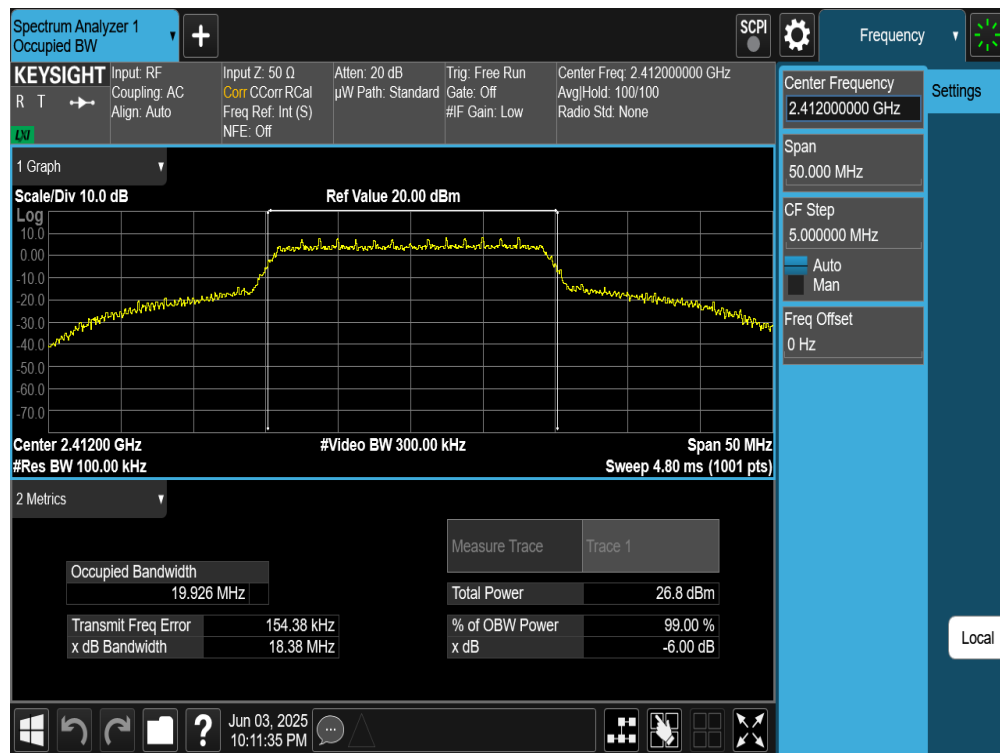 Spectrum Analyzer 1
Occupied BW
+
SCPI
Frequency
KEYSIGHT
R T
LXI
Input: RF
Coupling: AC
Align: Auto
Input Z: 50 Ω
Corr CCorr RCal
Freq Ref: Int (S)
NFE: Off
Atten: 20 dB
µW Path: Standard
Trig: Free Run
Gate: Off
#IF Gain: Low
Center Freq: 2.412000000 GHz
Avg|Hold: 100/100
Radio Std: None
Center Frequency
2.412000000 GHz
Settings
Span
50.000 MHz
CF Step
5.000000 MHz
Auto
Man
Freq Offset
0 Hz
Local
1 Graph
Scale/Div 10.0 dB
Ref Value 20.00 dBm
Log
10.0
0.00
-10.0
-20.0
-30.0
-40.0
-50.0
-60.0
-70.0
Center 2.41200 GHz
#Video BW 300.00 kHz
Span 50 MHz
#Res BW 100.00 kHz
Sweep 4.80 ms (1001 pts)
2 Metrics
Measure Trace Trace 1
Occupied Bandwidth
19.926 MHz
Total Power 26.8 dBm
Transmit Freq Error 154.38 kHz
% of OBW Power 99.00 %
x dB Bandwidth 18.38 MHz
x dB -6.00 dB
?
Jun 03, 2025
10:11:35 PM